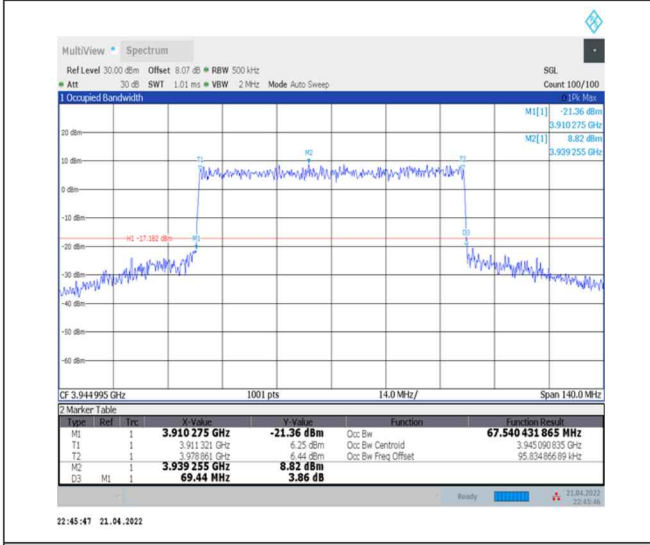 MultiView Spectrum
Ref Level 30.00 dBm Offset 8.07 dB RBW 500 kHz SGL
Att 30 dB SWT 1.01 ms VBW 2 MHz Mode Auto Sweep Count 100/100
1 Occupied Bandwidth 1Pk Max
M1[1] -21.36 dBm
3.910 275 GHz
M2[1] 8.82 dBm
3.939 255 GHz
20 dBm
M2
10 dBm
T1 T2
0 dBm
-10 dBm
H1 -17.182 dBm M1 D3
-20 dBm
-30 dBm
-40 dBm
-50 dBm
-60 dBm
CF 3.944 995 GHz 1001 pts 14.0 MHz/ Span 140.0 MHz
2 Marker Table
Type Ref Trc X-Value Y-Value Function Function Result
M1 1 3.910 275 GHz -21.36 dBm Occ Bw 67.540 431 865 MHz
T1 1 3.911 321 GHz 6.25 dBm Occ Bw Centroid 3.945 090 835 GHz
T2 1 3.978 861 GHz 6.44 dBm Occ Bw Freq Offset 95.834 866 89 kHz
M2 1 3.939 255 GHz 8.82 dBm
D3 M1 1 69.44 MHz 3.86 dB
Ready 21.04.2022
22:45:46
22:45:47 21.04.2022